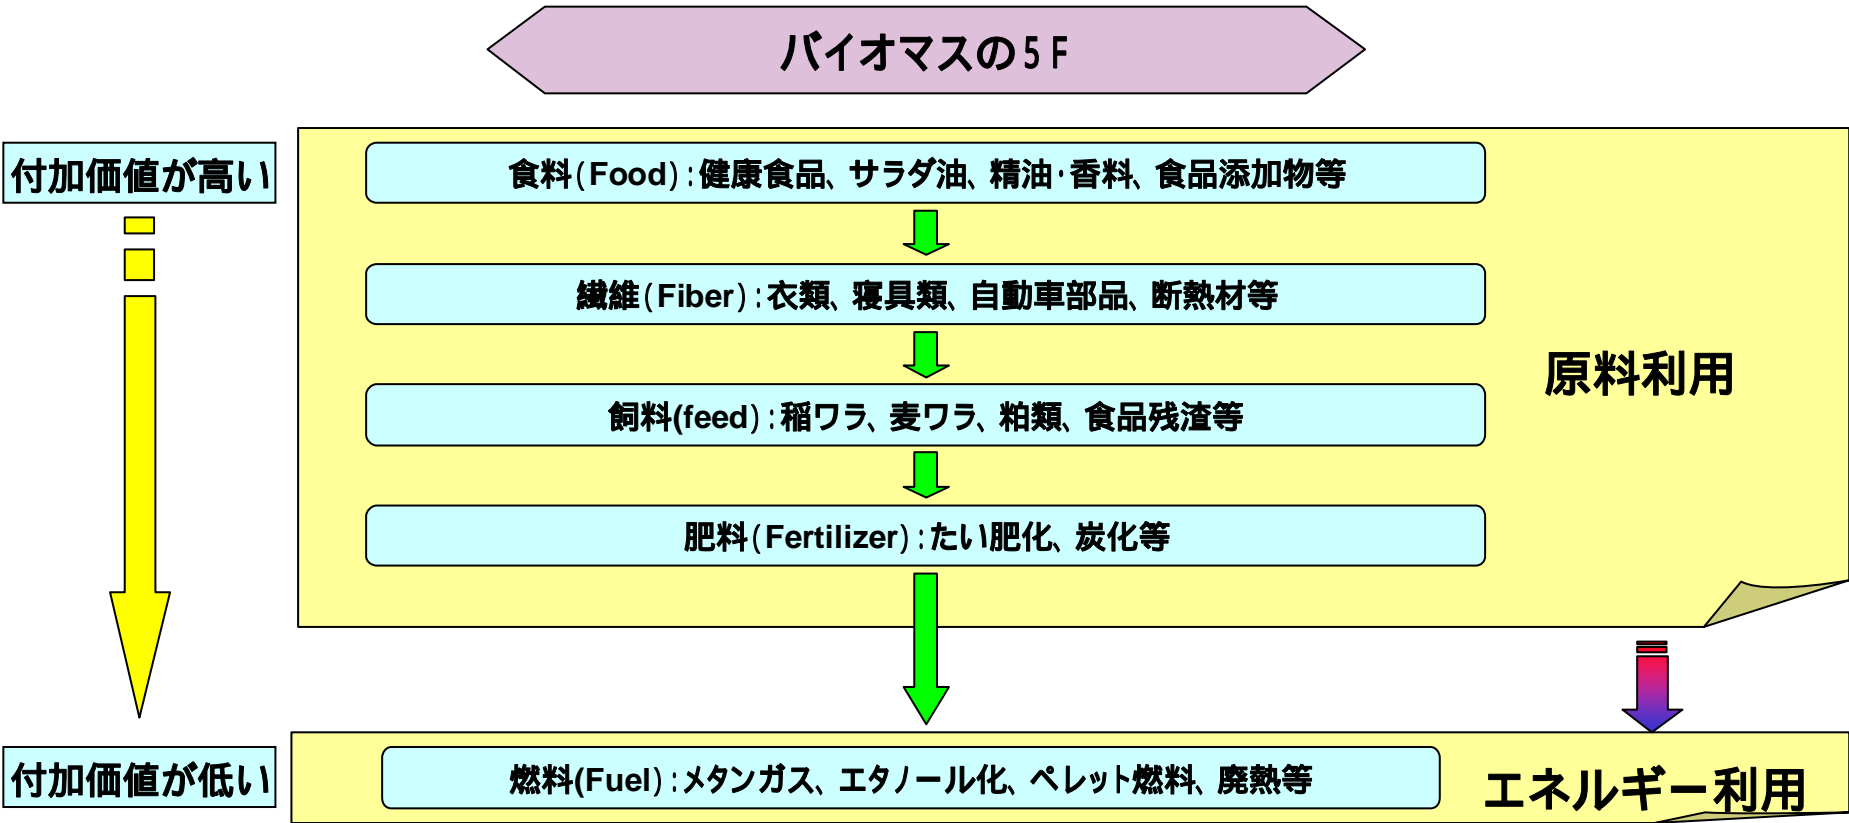 バイオマスの5F
付加価値が高い
食料(Food):健康食品、サラダ油、精油・香料、食品添加物等
繊維(Fiber):衣類、寝具類、自動車部品、断熱材等
原料利用
飼料(feed):稲ワラ、麦ワラ、粕類、食品残渣等
肥料(Fertilizer):たい肥化、炭化等
付加価値が低い
燃料(Fuel):メタンガス、エタノール化、ペレット燃料、廃熱等
エネルギー利用